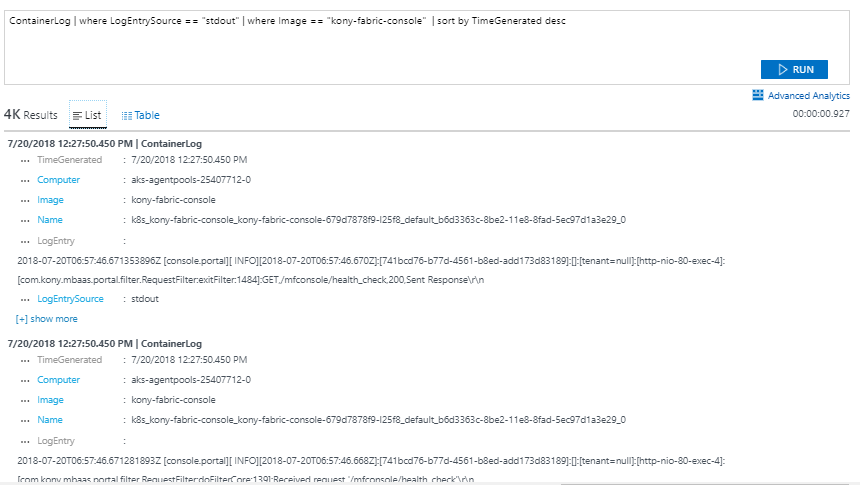 ContainerLog | where LogEntrySource == "stdout" | where Image == "kony-fabric-console" | sort by TimeGenerated desc
RUN
Advanced Analytics
4K Results List Table 00:00:00.927
7/20/2018 12:27:50.450 PM | ContainerLog
... TimeGenerated : 7/20/2018 12:27:50.450 PM
... Computer : aks-agentpools-25407712-0
... Image : kony-fabric-console
... Name : k8s_kony-fabric-console_kony-fabric-console-679d7878f9-l25f8_default_b6d3363c-8be2-11e8-8fad-5ec97d1a3e29_0
... LogEntry :
2018-07-20T06:57:46.671353896Z [console.portal][ INFO][2018-07-20T06:57:46.670Z]:[741bcd76-b77d-4561-b8ed-add173d83189]:[]:[tenant=null]:[http-nio-80-exec-4]:
[com.kony.mbaas.portal.filter.RequestFilter:exitFilter:1484]:GET,/mfconsole/health_check,200,Sent Response\r\n
... LogEntrySource : stdout
[+] show more
7/20/2018 12:27:50.450 PM | ContainerLog
... TimeGenerated : 7/20/2018 12:27:50.450 PM
... Computer : aks-agentpools-25407712-0
... Image : kony-fabric-console
... Name : k8s_kony-fabric-console_kony-fabric-console-679d7878f9-l25f8_default_b6d3363c-8be2-11e8-8fad-5ec97d1a3e29_0
... LogEntry :
2018-07-20T06:57:46.671281893Z [console.portal][ INFO][2018-07-20T06:57:46.668Z]:[741bcd76-b77d-4561-b8ed-add173d83189]:[]:[tenant=null]:[http-nio-80-exec-4]:
[com.kony.mbaas.portal.filter.RequestFilter:doFilterCore:139]:Received request '/mfconsole/health_check'\r\n